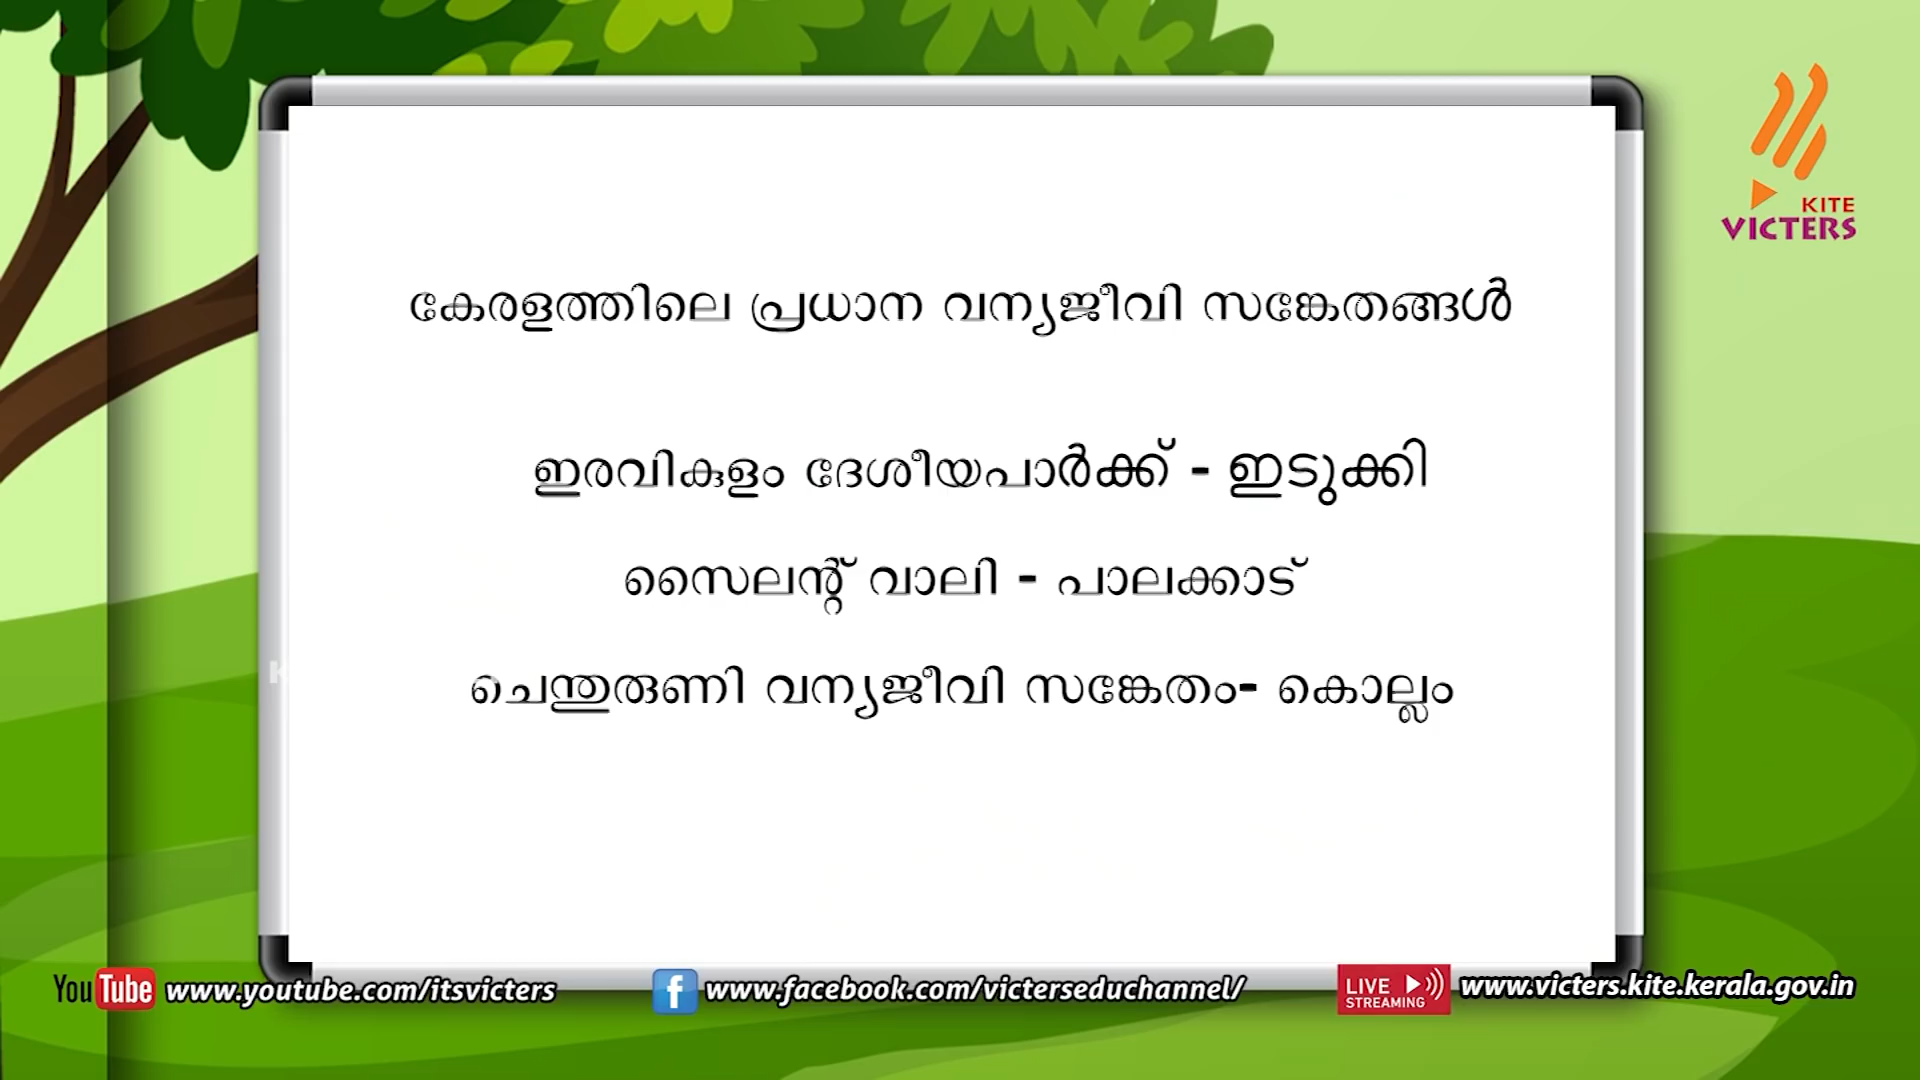 കേരളത്തിലെ പ്രധാന വന്യജീവി സങ്കേതങ്ങൾ
ഇരവികുളം ദേശീയപാർക്ക് - ഇടുക്കി
സൈലന്റ് വാലി - പാലക്കാട്
ചെന്തുരുണി വന്യജീവി സങ്കേതം- കൊല്ലം
KITE
VICTERS
YouTube www.youtube.com/itsvicters
f www.facebook.com/victerseduchannel/
LIVE STREAMING www.victers.kite.kerala.gov.in